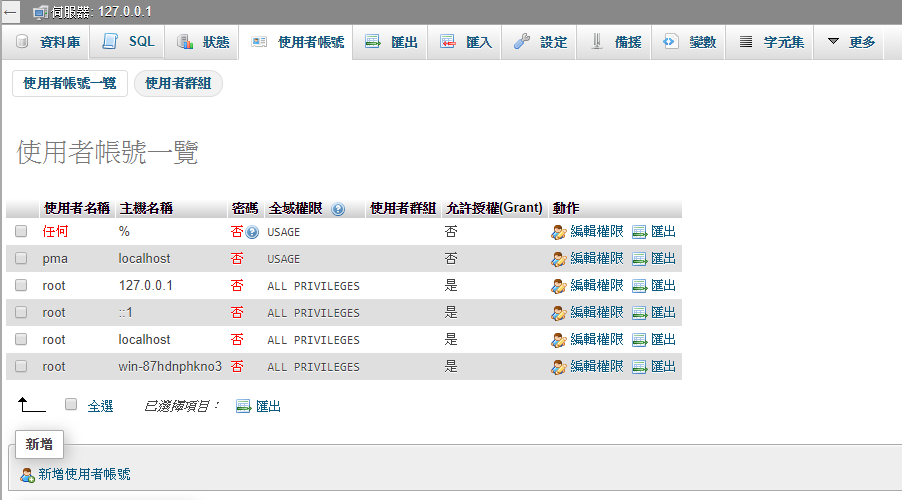 伺服器: 127.0.0.1
資料庫 SQL 狀態 使用者帳號 匯出 匯入 設定 備援 變數 字元集 更多
使用者帳號一覽 使用者群組
使用者帳號一覽
使用者名稱 主機名稱 密碼 全域權限 使用者群組 允許授權(Grant) 動作
任何 % 否 USAGE 否 編輯權限 匯出
pma localhost 否 USAGE 否 編輯權限 匯出
root 127.0.0.1 否 ALL PRIVILEGES 是 編輯權限 匯出
root ::1 否 ALL PRIVILEGES 是 編輯權限 匯出
root localhost 否 ALL PRIVILEGES 是 編輯權限 匯出
root win-87hdnphkno3 否 ALL PRIVILEGES 是 編輯權限 匯出
全選 已選擇項目： 匯出
新增
新增使用者帳號